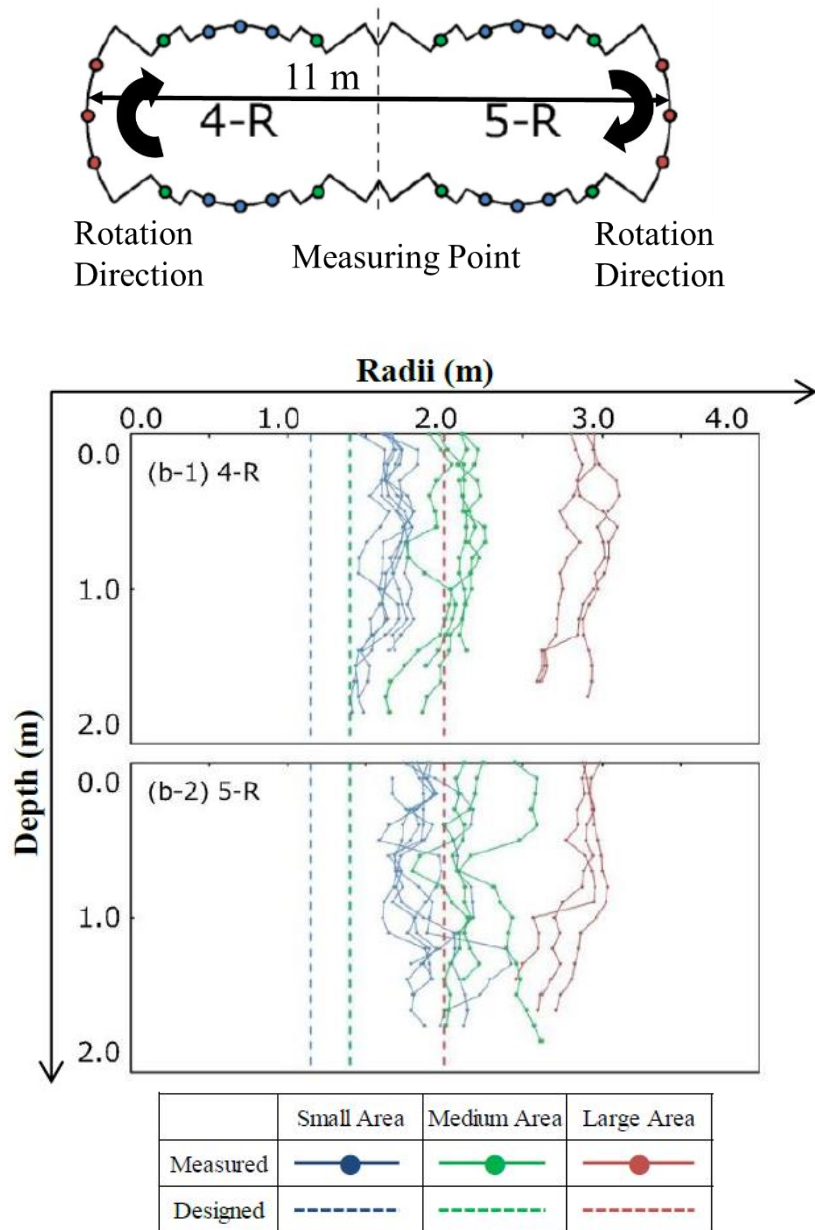 11 m
4-R
5-R
Rotation
Direction
Measuring Point
Rotation
Direction
Radii (m)
0.0 1.0 2.0 3.0 4.0
0.0
(b-1) 4-R
1.0
2.0
Depth (m)
0.0
(b-2) 5-R
1.0
2.0
Small Area Medium Area Large Area
Measured
Designed